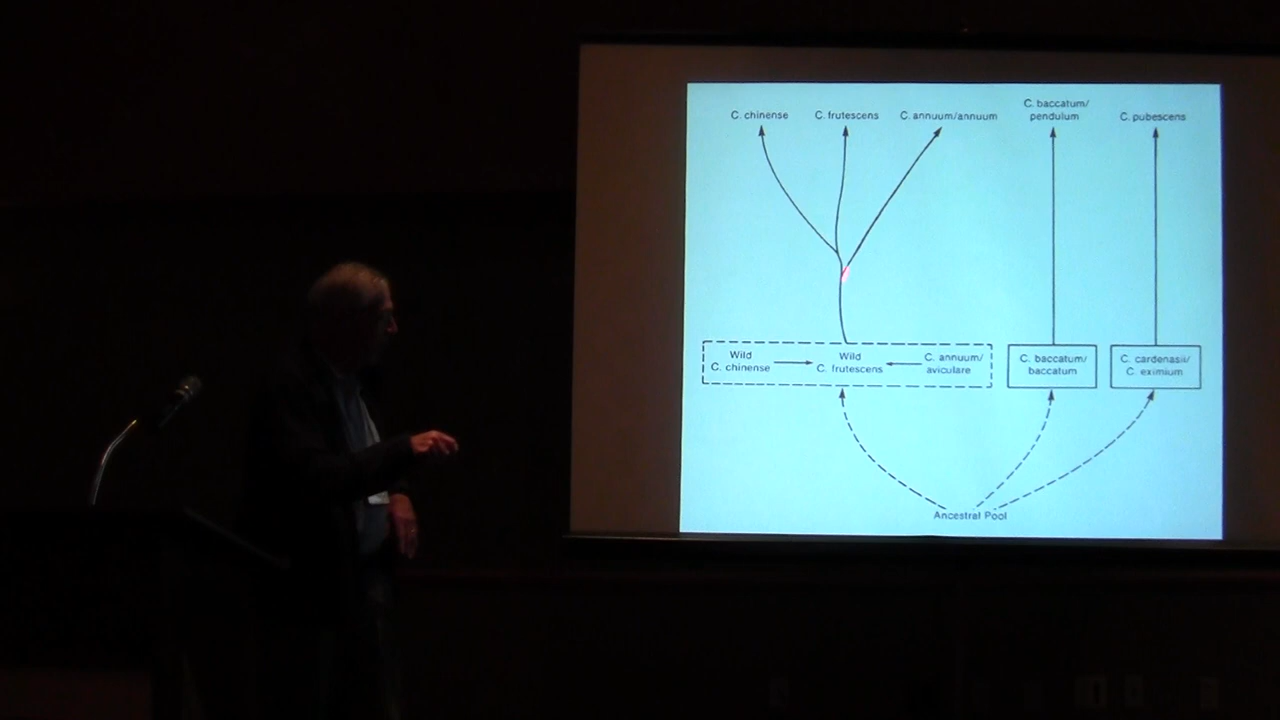 C. baccatum/
C. chinense C. frutescens C. annuum/annuum pendulum C. pubescens
Wild Wild C. annuum/ C. baccatum/ C. cardenasii/
C. chinense C. frutescens aviculare baccatum C. eximium
Ancestral Pool